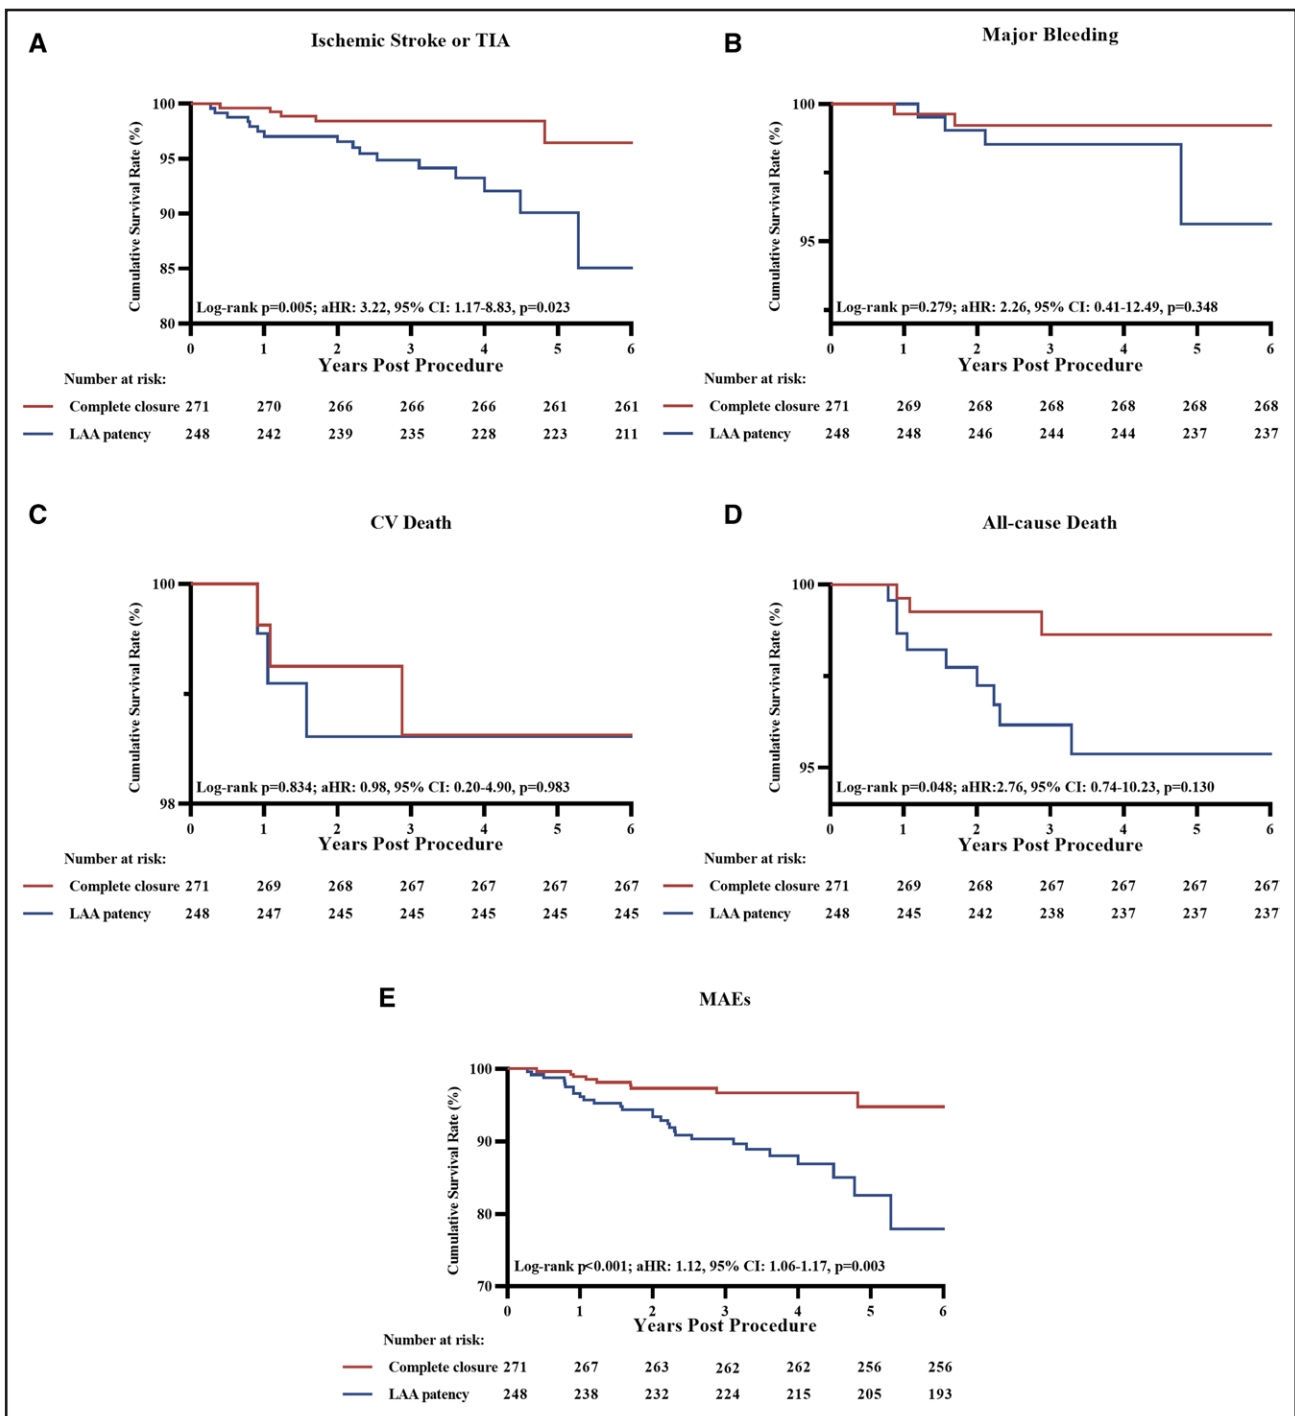 A
Ischemic Stroke or TIA
Cumulative Survival Rate (%)
100
95
90
85
80
Log-rank p=0.005; aHR: 3.22, 95% CI: 1.17-8.83, p=0.023
0 1 2 3 4 5 6
Years Post Procedure
Number at risk:
Complete closure 271 270 266 266 266 261 261
LAA patency 248 242 239 235 228 223 211
B
Major Bleeding
Cumulative Survival Rate (%)
100
95
Log-rank p=0.279; aHR: 2.26, 95% CI: 0.41-12.49, p=0.348
0 1 2 3 4 5 6
Years Post Procedure
Number at risk:
Complete closure 271 269 268 268 268 268 268
LAA patency 248 248 246 244 244 237 237
C
CV Death
Cumulative Survival Rate (%)
100
98
Log-rank p=0.834; aHR: 0.98, 95% CI: 0.20-4.90, p=0.983
0 1 2 3 4 5 6
Years Post Procedure
Number at risk:
Complete closure 271 269 268 267 267 267 267
LAA patency 248 247 245 245 245 245 245
D
All-cause Death
Cumulative Survival Rate (%)
100
95
Log-rank p=0.048; aHR:2.76, 95% CI: 0.74-10.23, p=0.130
0 1 2 3 4 5 6
Years Post Procedure
Number at risk:
Complete closure 271 269 268 267 267 267 267
LAA patency 248 245 242 238 237 237 237
E
MAEs
Cumulative Survival Rate (%)
100
90
80
70
Log-rank p<0.001; aHR: 1.12, 95% CI: 1.06-1.17, p=0.003
0 1 2 3 4 5 6
Years Post Procedure
Number at risk:
Complete closure 271 267 263 262 262 256 256
LAA patency 248 238 232 224 215 205 193